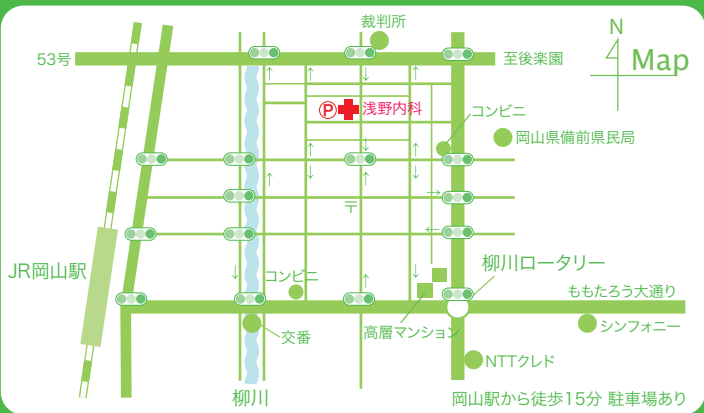 裁判所
N
53号
至後楽園
Map
P
浅野内科
コンビニ
岡山県備前県民局
〒
JR岡山駅
コンビニ
柳川ロータリー
ももたろう大通り
交番
高層マンション
シンフォニー
NTTクレド
柳川
岡山駅から徒歩15分 駐車場あり